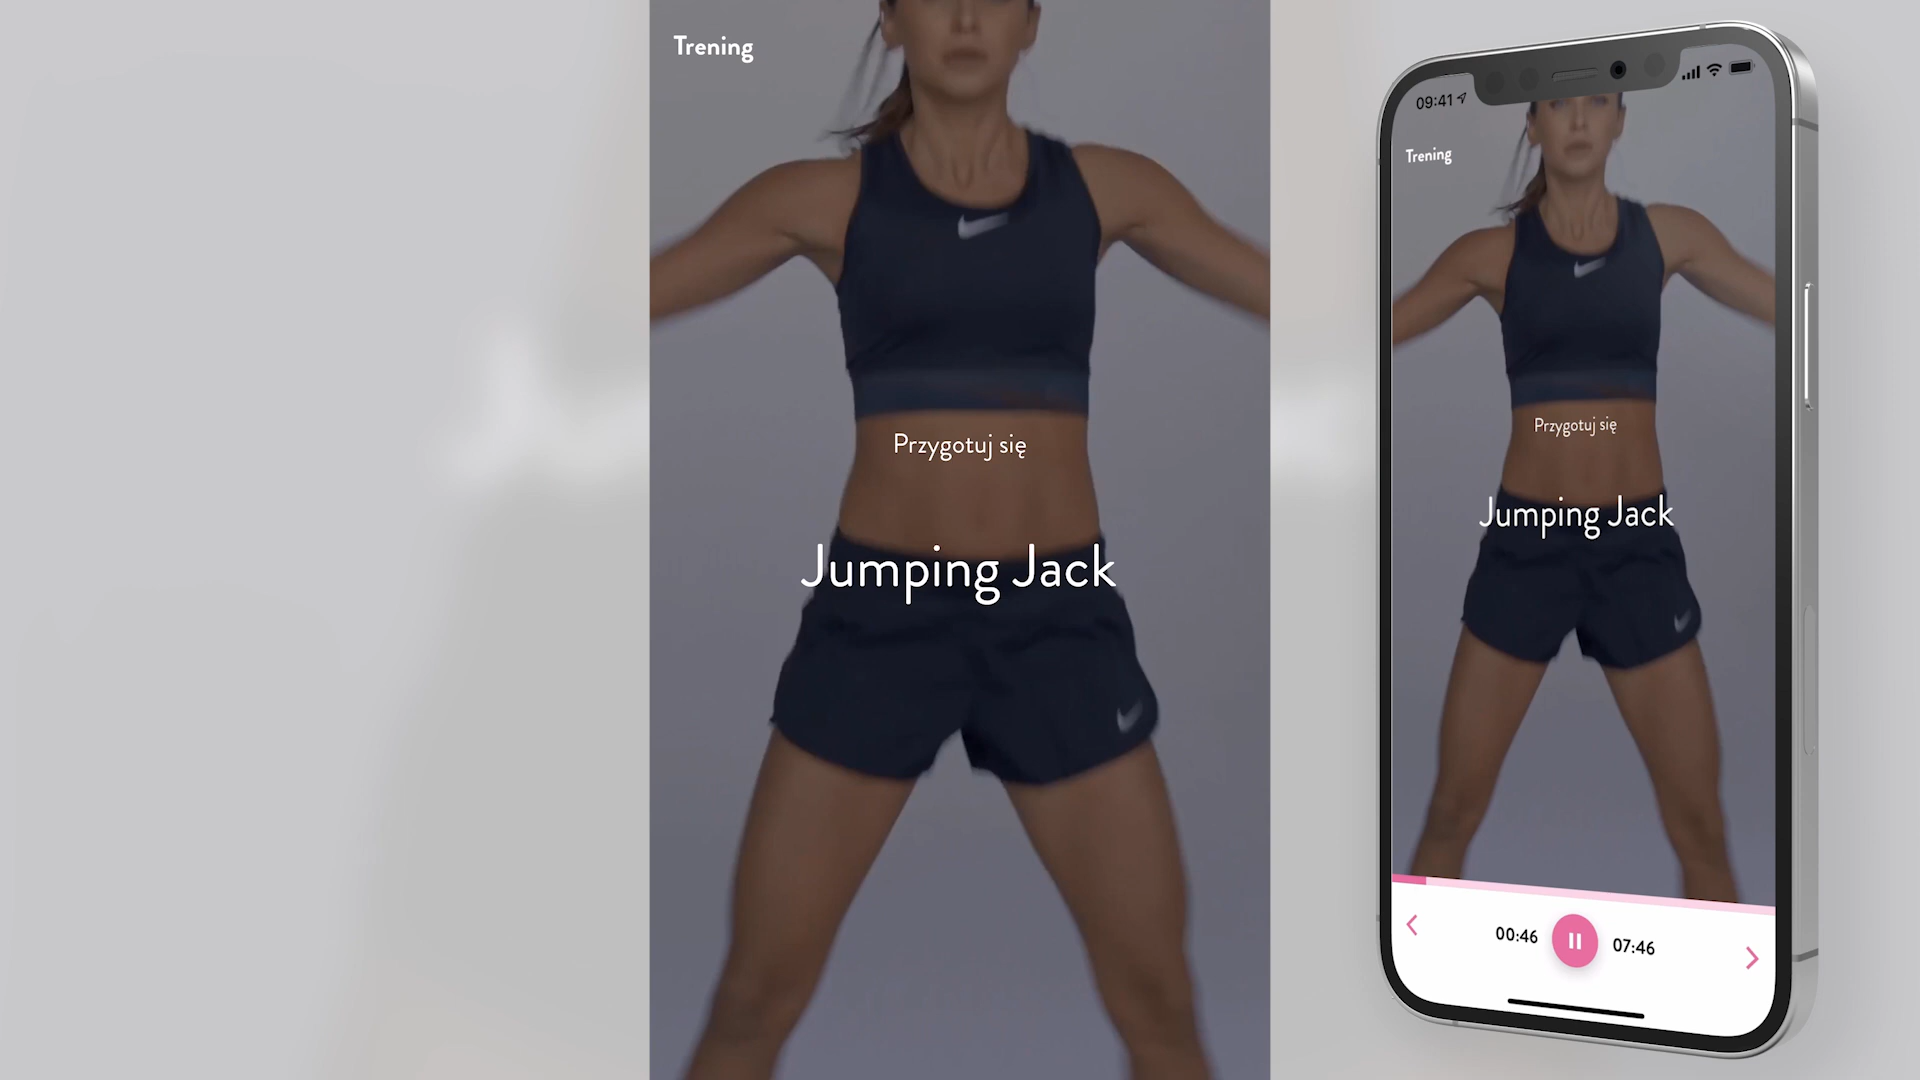 Trening
Przygotuj się
Jumping Jack
09:41
Trening
Przygotuj się
Jumping Jack
00:46
07:46